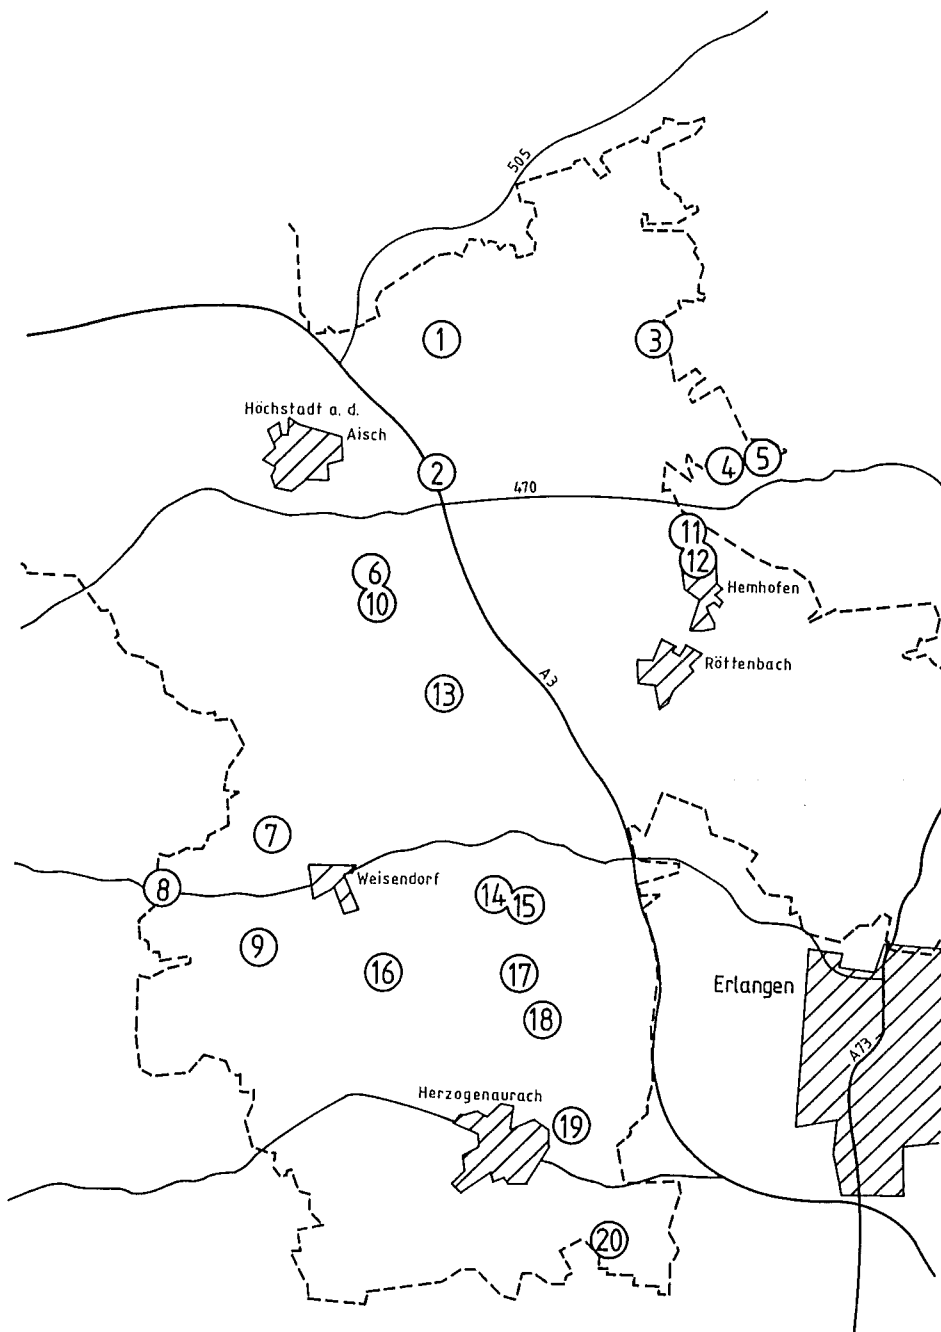 505
1
3
Höchstadt a. d.
Aisch
2
4
5
470
11
12
6
10
Hemhofen
Röttenbach
A3
13
7
8
Weisendorf
14
15
9
16
17
Erlangen
18
A73
Herzogenaurach
19
20